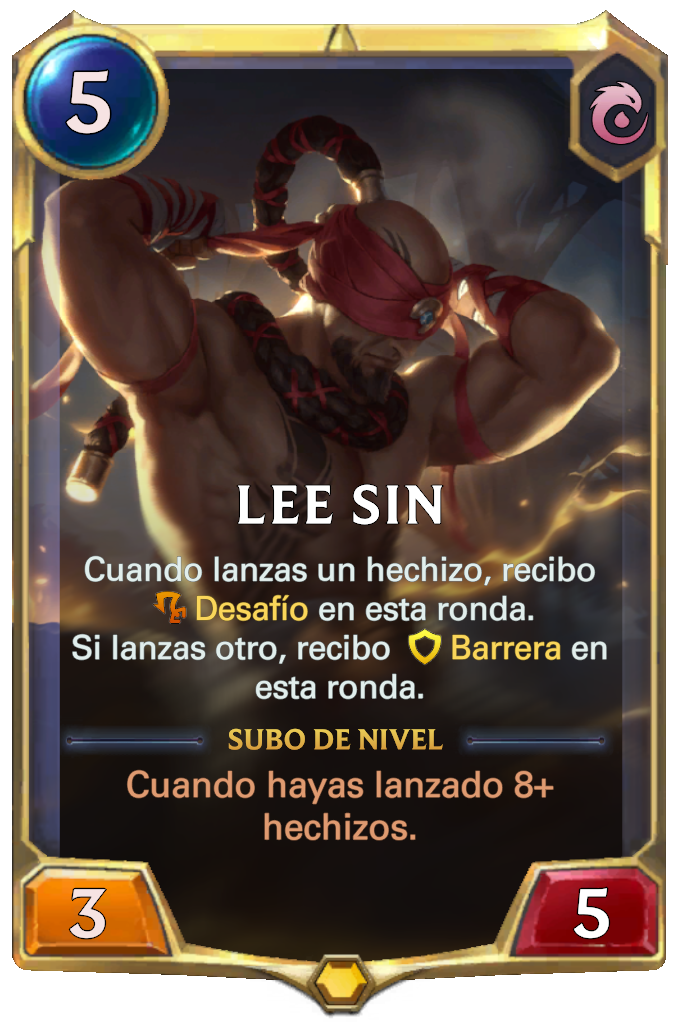 5
LEE SIN
Cuando lanzas un hechizo, recibo
Desafío en esta ronda.
Si lanzas otro, recibo Barrera en
esta ronda.
SUBO DE NIVEL
Cuando hayas lanzado 8+
hechizos.
3
5